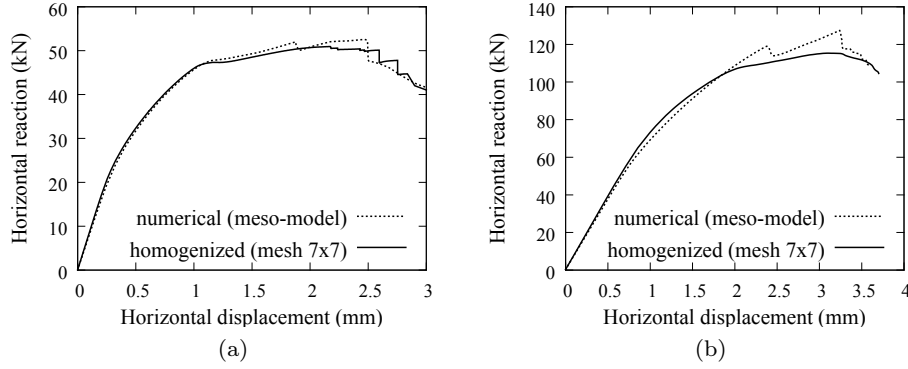 60
50
40
30
20
10
0
0 0.5 1 1.5 2 2.5 3
Horizontal reaction (kN)
Horizontal displacement (mm)
numerical (meso-model)
homogenized (mesh 7x7)
(a)
140
120
100
80
60
40
20
0
0 0.5 1 1.5 2 2.5 3 3.5 4
Horizontal reaction (kN)
Horizontal displacement (mm)
numerical (meso-model)
homogenized (mesh 7x7)
(b)